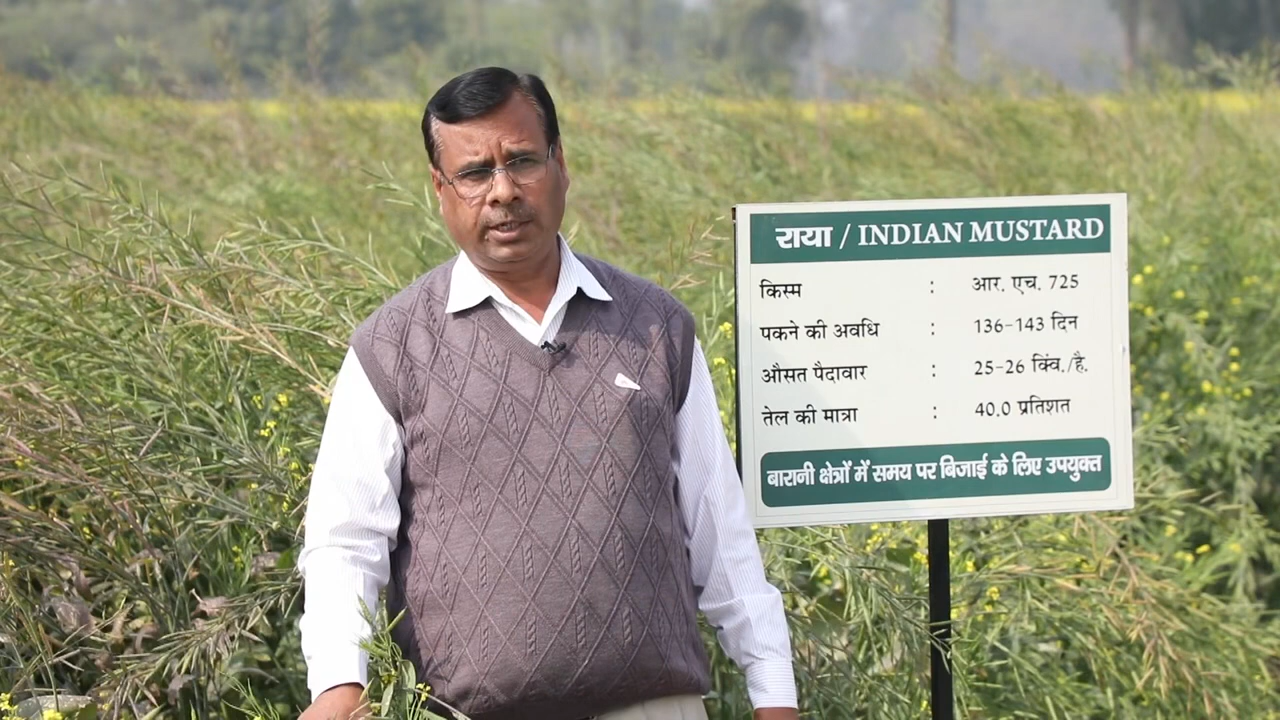 राया / INDIAN MUSTARD
किस्म : आर. एच. 725
पकने की अवधि : 136-143 दिन
औसत पैदावार : 25-26 क्विं./है.
तेल की मात्रा : 40.0 प्रतिशत
बारानी क्षेत्रों में समय पर बिजाई के लिए उपयुक्त